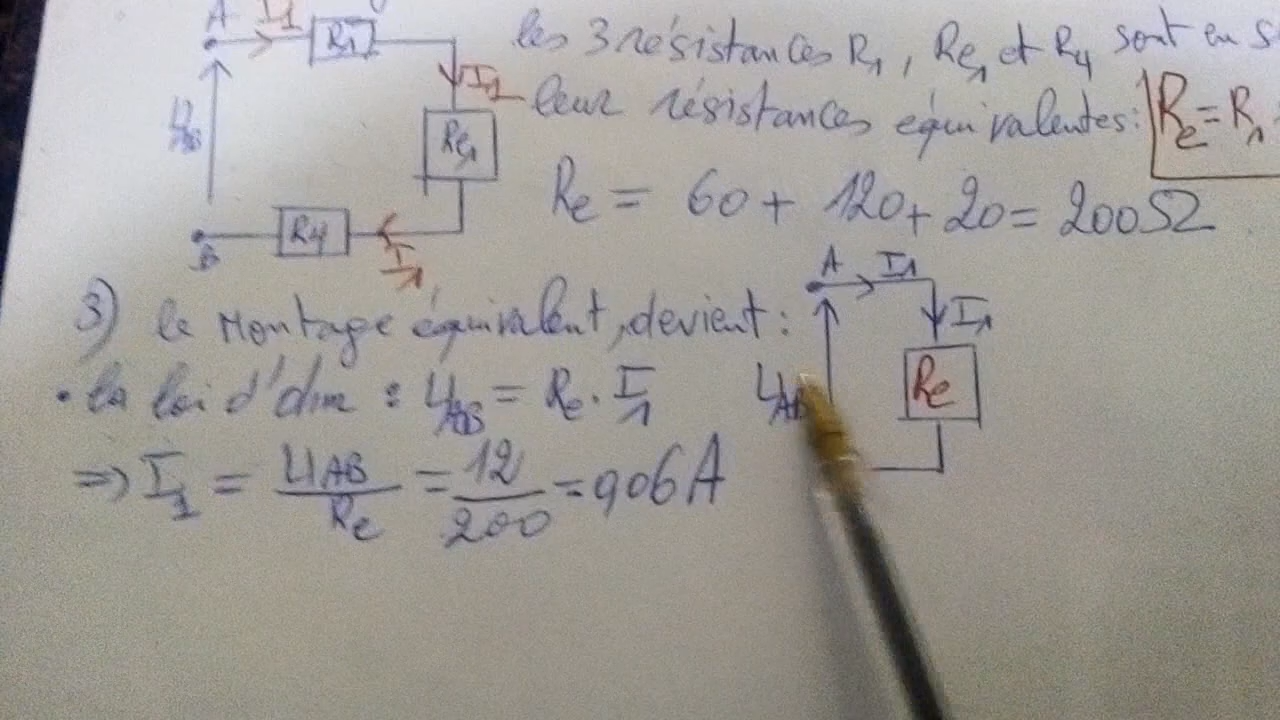 A I1 R1
les 3 résistances R1, Re1 et R4 sont en s
I1
UAB
leur résistances équivalentes: Re = R1
Re1
Re = 60 + 120 + 20 = 200Ω
R4
B
I1
A I1
3) le montage équivalent, devient:
I1
• la loi d'ohm : UAB = Re . I1
UAB
Re
=> I1 = UAB / Re = 12 / 200 = 0,06A